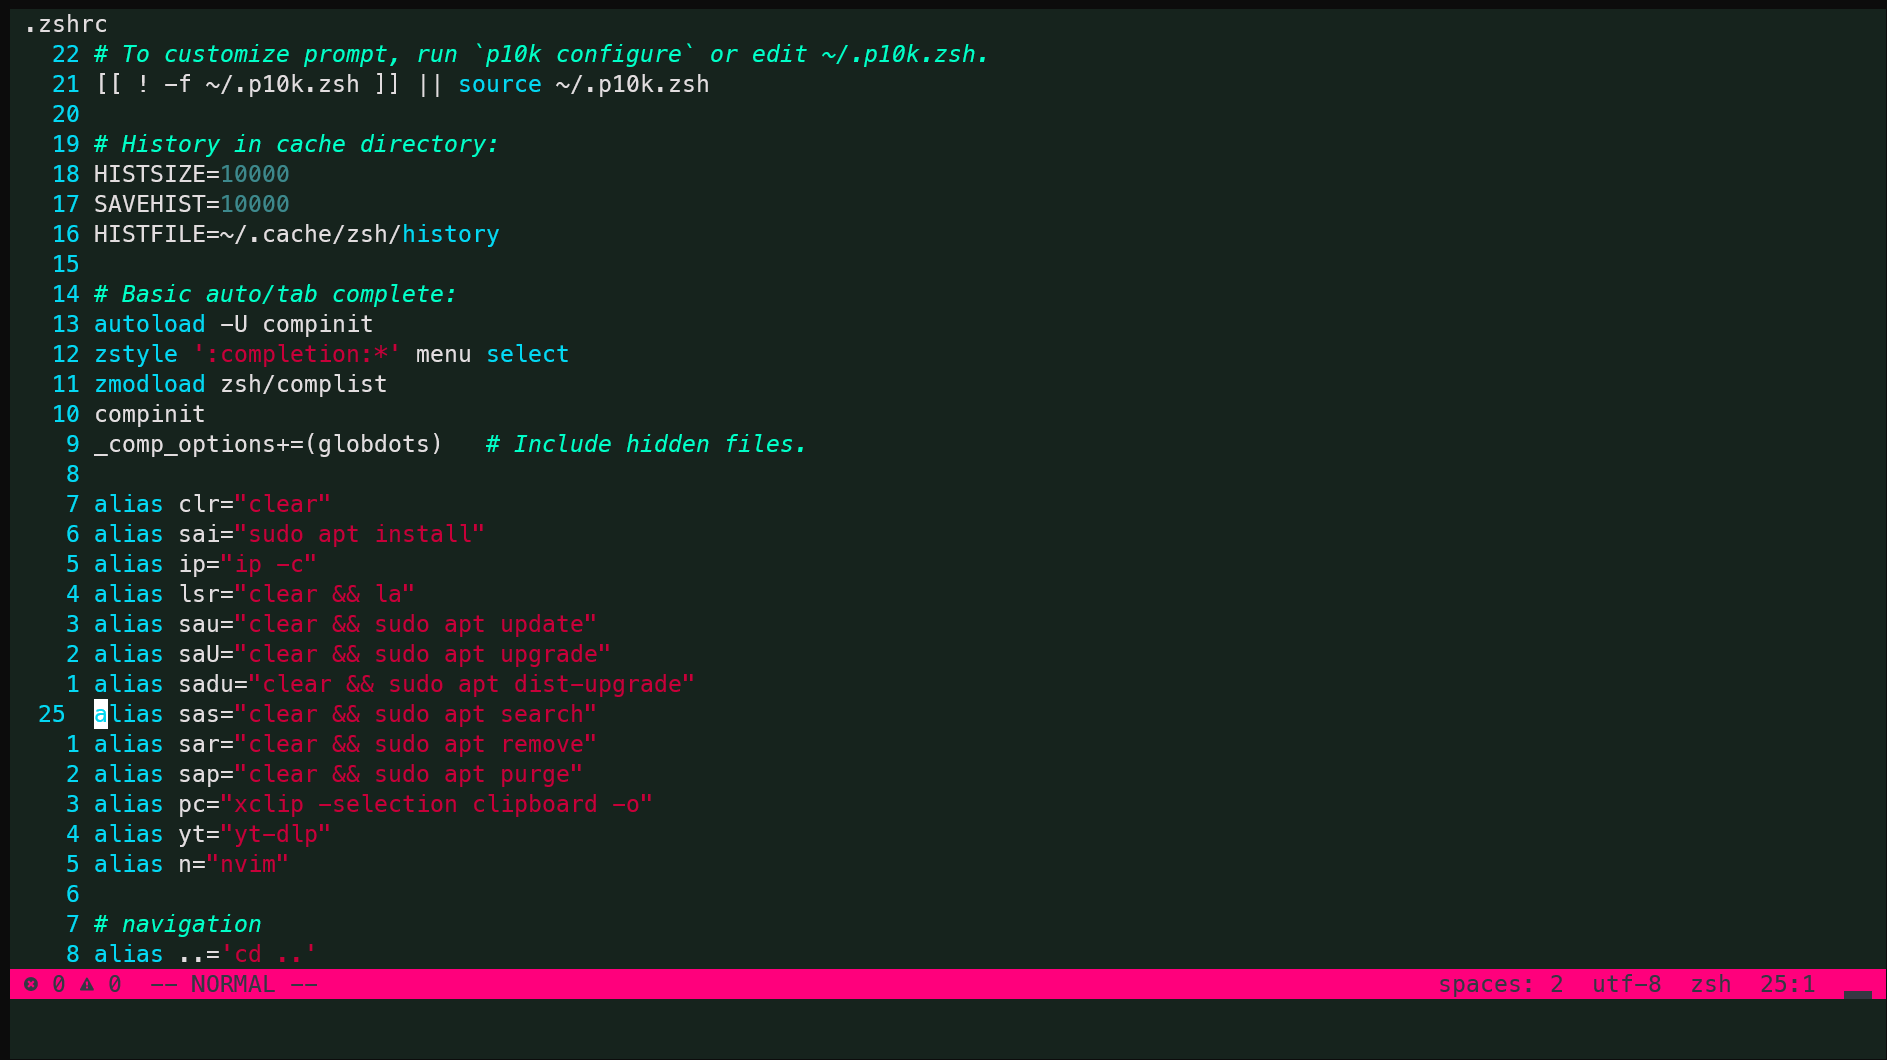 .zshrc
22 # To customize prompt, run `p10k configure` or edit ~/.p10k.zsh.
21 [[ ! -f ~/.p10k.zsh ]] || source ~/.p10k.zsh
20
19 # History in cache directory:
18 HISTSIZE=10000
17 SAVEHIST=10000
16 HISTFILE=~/.cache/zsh/history
15
14 # Basic auto/tab complete:
13 autoload -U compinit
12 zstyle ':completion:*' menu select
11 zmodload zsh/complist
10 compinit
9 _comp_options+=(globdots)   # Include hidden files.
8
7 alias clr="clear"
6 alias sai="sudo apt install"
5 alias ip="ip -c"
4 alias lsr="clear && la"
3 alias sau="clear && sudo apt update"
2 alias saU="clear && sudo apt upgrade"
1 alias sadu="clear && sudo apt dist-upgrade"
25 alias sas="clear && sudo apt search"
1 alias sar="clear && sudo apt remove"
2 alias sap="clear && sudo apt purge"
3 alias pc="xclip -selection clipboard -o"
4 alias yt="yt-dlp"
5 alias n="nvim"
6
7 # navigation
8 alias ..='cd ..'
0 0 -- NORMAL -- spaces: 2 utf-8 zsh 25:1